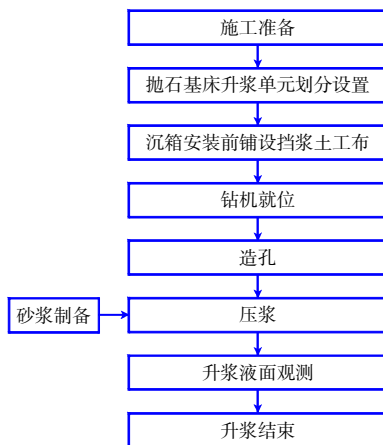 施工准备
抛石基床升浆单元划分设置
沉箱安装前铺设挡浆土工布
钻机就位
造孔
砂浆制备
压浆
升浆液面观测
升浆结束